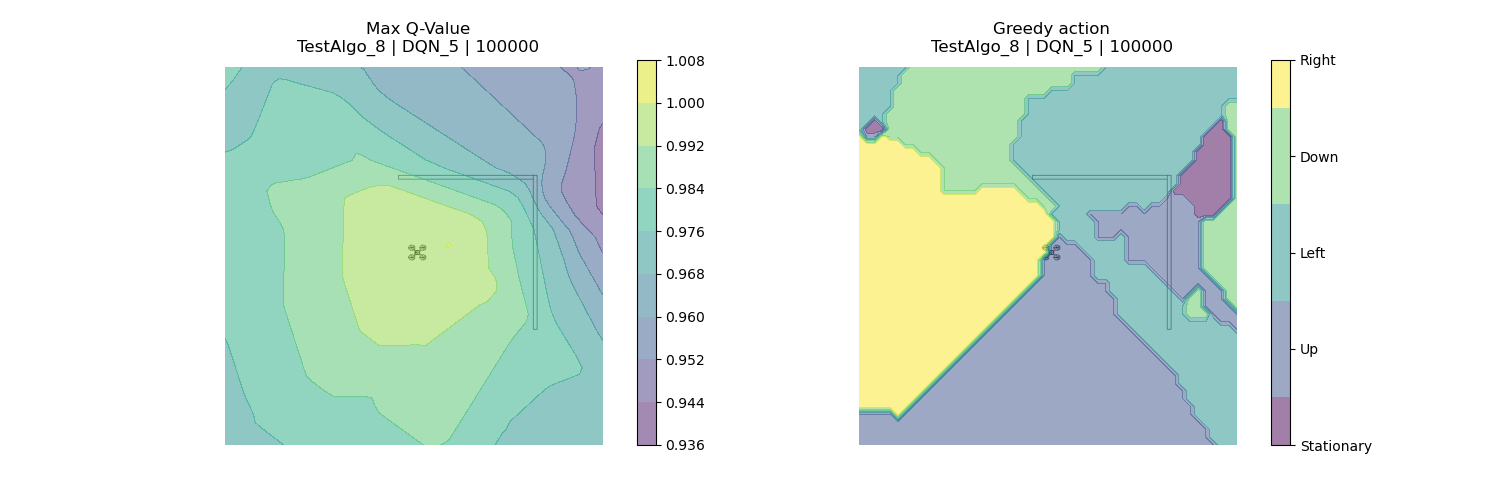 Max Q-Value
TestAlgo_8 | DQN_5 | 100000
1.008
1.000
0.992
0.984
0.976
0.968
0.960
0.952
0.944
0.936
Greedy action
TestAlgo_8 | DQN_5 | 100000
Right
Down
Left
Up
Stationary